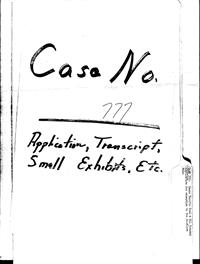 Case No.
777
Application, Transcript,
Small Exhibits, Etc.